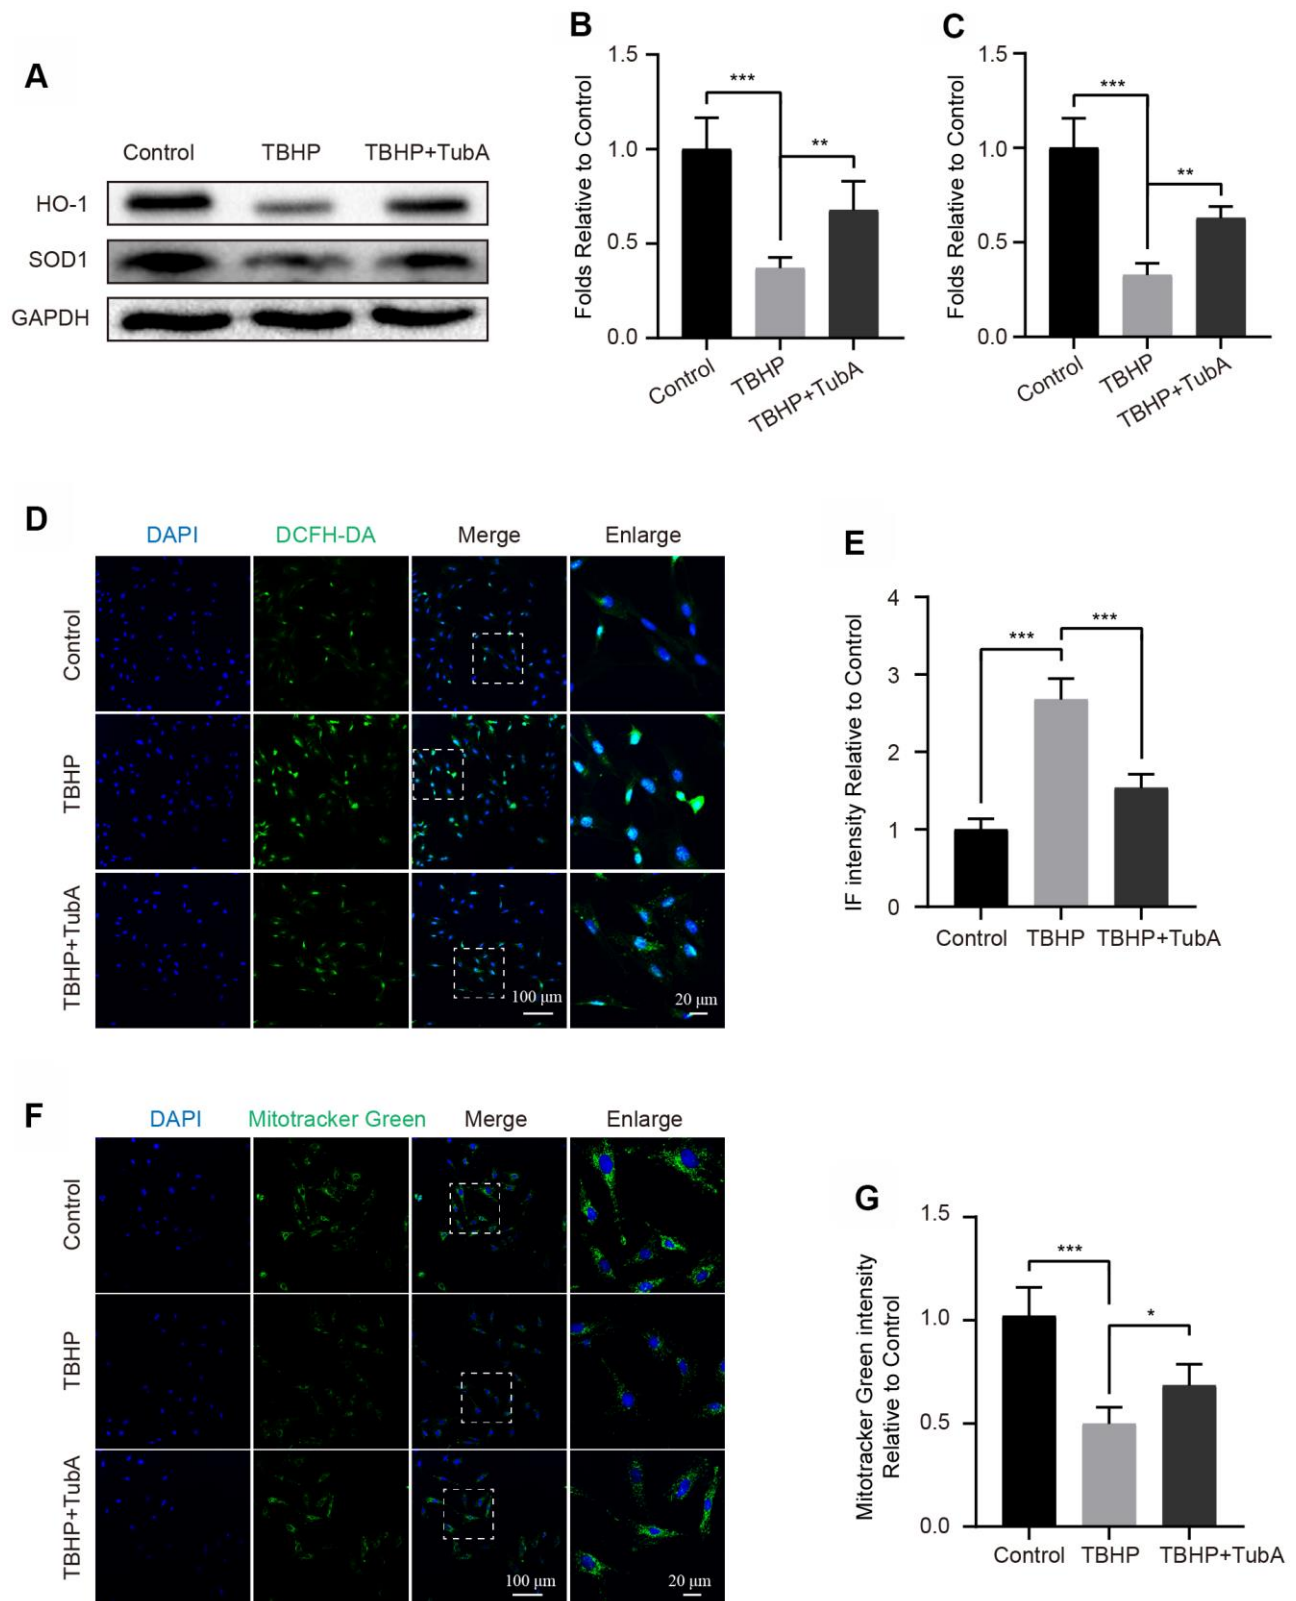 A
Control TBHP TBHP+TubA
HO-1
SOD1
GAPDH
B
Folds Relative to Control
1.5
1.0
0.5
0.0
***
**
Control
TBHP
TBHP+TubA
C
Folds Relative to Control
1.5
1.0
0.5
0.0
***
**
Control
TBHP
TBHP+TubA
D
DAPI DCFH-DA Merge Enlarge
Control
TBHP
TBHP+TubA
100 μm
20 μm
E
IF intensity Relative to Control
4
3
2
1
0
***
***
Control TBHP TBHP+TubA
F
DAPI Mitotracker Green Merge Enlarge
Control
TBHP
TBHP+TubA
100 μm
20 μm
G
Mitotracker Green intensity
Relative to Control
1.5
1.0
0.5
0.0
***
*
Control TBHP TBHP+TubA